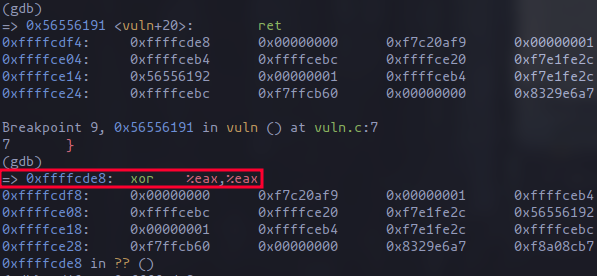 (gdb)
=> 0x56556191 <vuln+20>:        ret
0xffffcdf4:     0xffffcde8      0x00000000      0xf7c20af9      0x00000001
0xffffce04:     0xffffceb4      0xffffcebc      0xffffce20      0xf7e1fe2c
0xffffce14:     0x56556192      0x00000001      0xffffceb4      0xf7e1fe2c
0xffffce24:     0xffffcebc      0xf7ffcb60      0x00000000      0x8329e6a7
Breakpoint 9, 0x56556191 in vuln () at vuln.c:7
7       }
(gdb)
=> 0xffffcde8:  xor    %eax,%eax
0xffffcdf8:     0x00000000      0xf7c20af9      0x00000001      0xffffceb4
0xffffce08:     0xffffcebc      0xffffce20      0xf7e1fe2c      0x56556192
0xffffce18:     0x00000001      0xffffceb4      0xf7e1fe2c      0xffffcebc
0xffffce28:     0xf7ffcb60      0x00000000      0x8329e6a7      0xf8a08cb7
0xffffcde8 in ?? ()